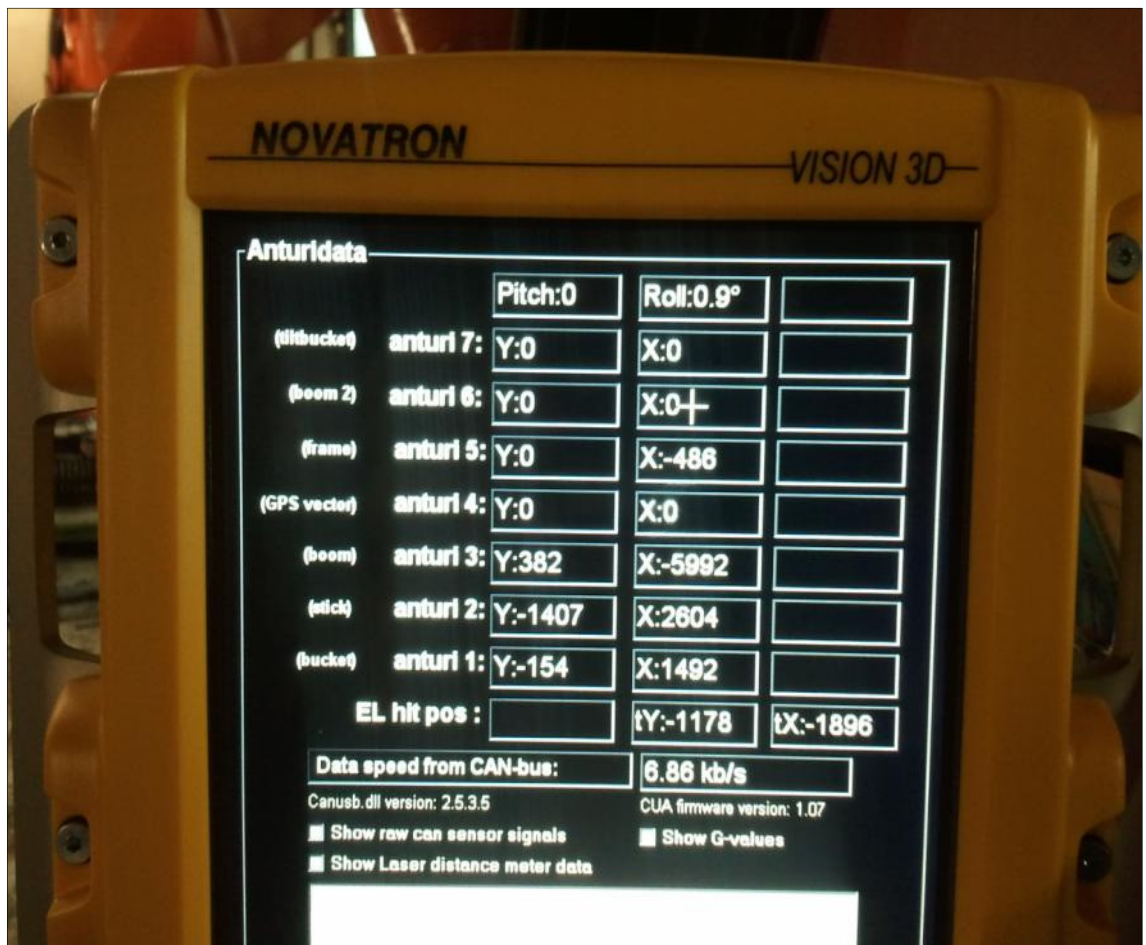 NOVATRON
VISION 3D
Anturidata
Pitch:0 Roll:0.9°
(tiltbucket) anturi 7: Y:0 X:0
(boom 2) anturi 6: Y:0 X:0
(frame) anturi 5: Y:0 X:-486
(GPS vector) anturi 4: Y:0 X:0
(boom) anturi 3: Y:382 X:-5992
(stick) anturi 2: Y:-1407 X:2604
(bucket) anturi 1: Y:-154 X:1492
EL hit pos : tY:-1178 tX:-1896
Data speed from CAN-bus: 6.86 kb/s
Canusb.dll version: 2.5.3.5 CUA firmware version: 1.07
Show raw can sensor signals Show G-values
Show Laser distance meter data